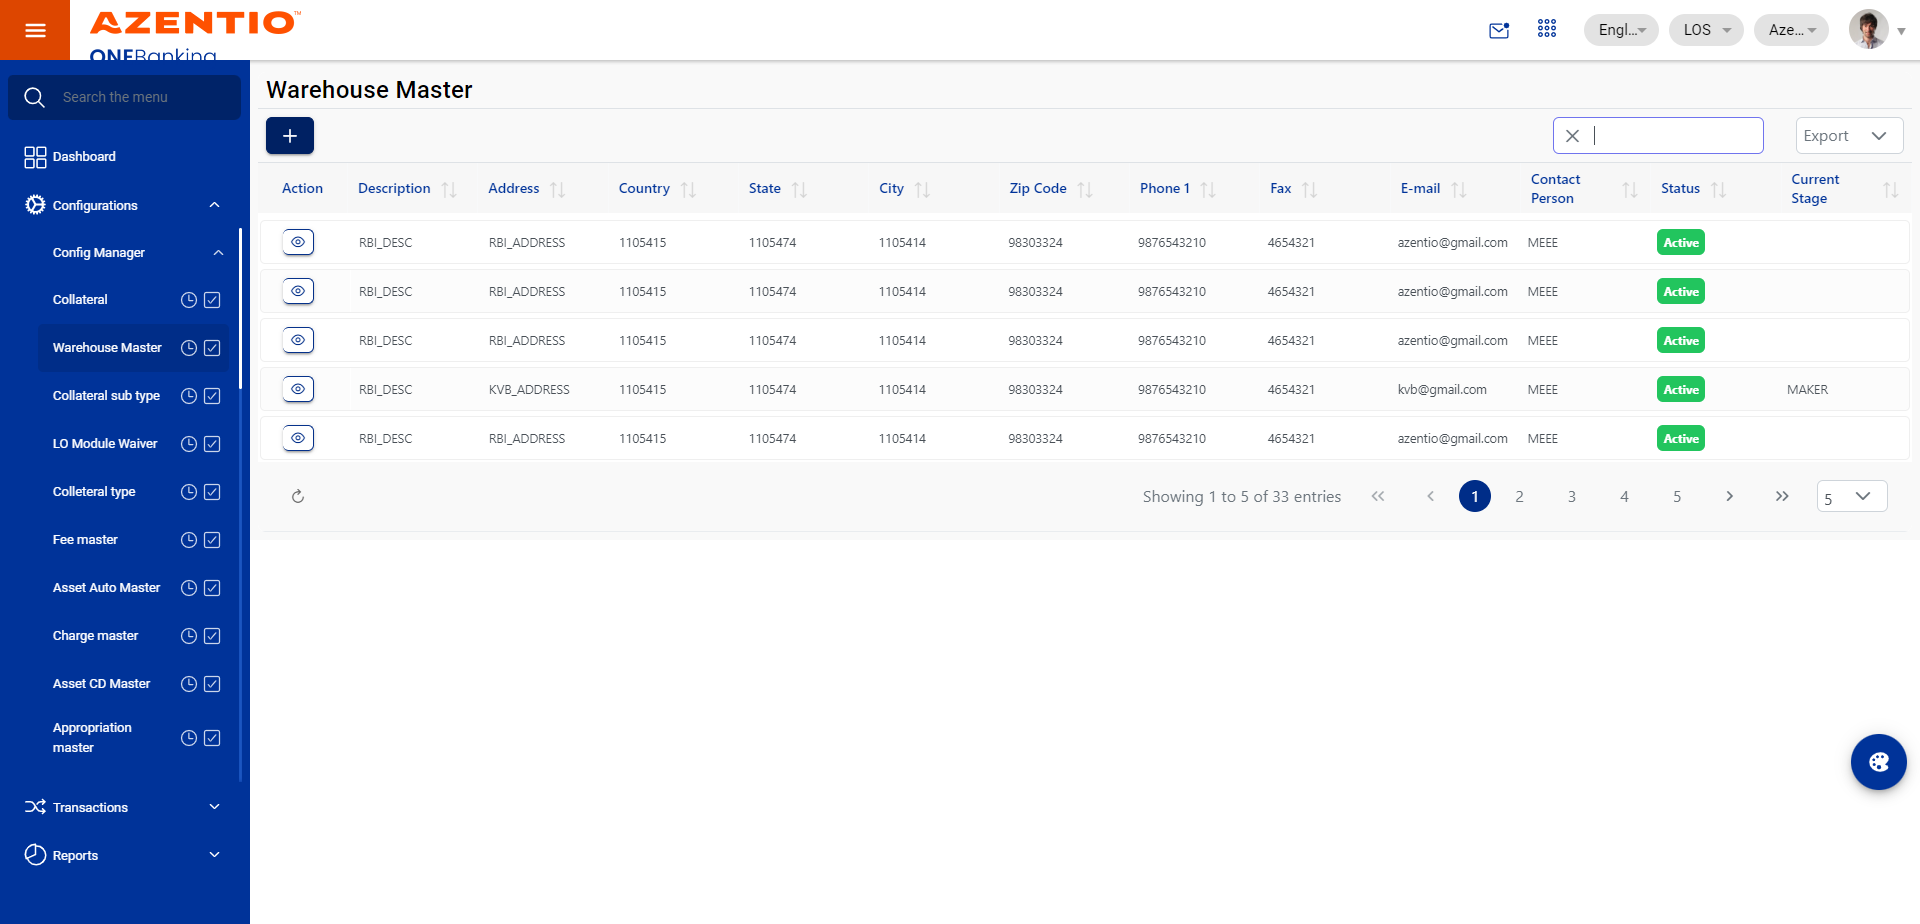 AZENTIO™
ONEBanking
Engl...
LOS
Aze...
Search the menu
Dashboard
Configurations
Config Manager
Collateral
Warehouse Master
Collateral sub type
LO Module Waiver
Colleteral type
Fee master
Asset Auto Master
Charge master
Asset CD Master
Appropriation
master
Transactions
Reports
Warehouse Master
+
Export
Action Description Address Country State City Zip Code Phone 1 Fax E-mail Contact Person Status Current Stage
RBI_DESC RBI_ADDRESS 1105415 1105474 1105414 98303324 9876543210 4654321 azentio@gmail.com MEEE Active
RBI_DESC RBI_ADDRESS 1105415 1105474 1105414 98303324 9876543210 4654321 azentio@gmail.com MEEE Active
RBI_DESC RBI_ADDRESS 1105415 1105474 1105414 98303324 9876543210 4654321 azentio@gmail.com MEEE Active
RBI_DESC KVB_ADDRESS 1105415 1105474 1105414 98303324 9876543210 4654321 kvb@gmail.com MEEE Active MAKER
RBI_DESC RBI_ADDRESS 1105415 1105474 1105414 98303324 9876543210 4654321 azentio@gmail.com MEEE Active
Showing 1 to 5 of 33 entries << < 1 2 3 4 5 > >> 5